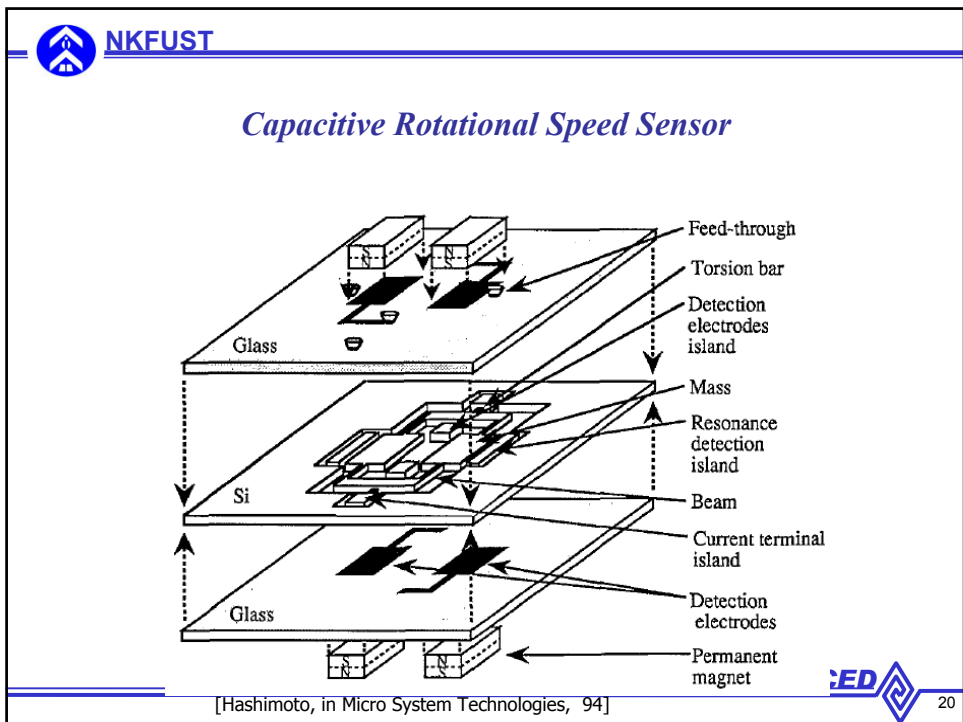 NKFUST
Capacitive Rotational Speed Sensor
S
N
N
S
Feed-through
Torsion bar
Detection
electrodes
island
Glass
Mass
Resonance
detection
island
Si
Beam
Current terminal
island
Glass
Detection
electrodes
S
N
N
S
Permanent
magnet
[Hashimoto, in Micro System Technologies, 94]
CED
20